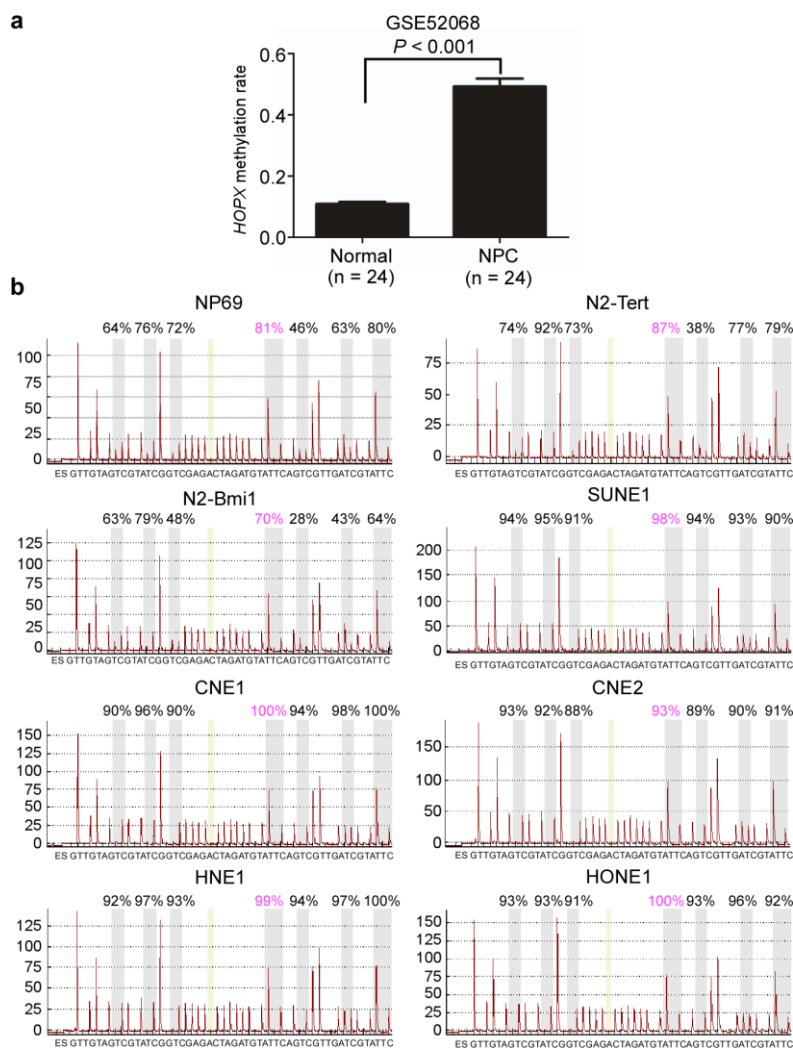 a
GSE52068
P < 0.001
HOPX methylation rate
0.6
0.4
0.2
0.0
Normal
(n = 24)
NPC
(n = 24)
b
NP69
64% 76% 72% 81% 46% 63% 80%
100
75
50
25
0
ES GTTGTAGTCGTATCGGTCGAGACTAGATGTATTCAGTCGTTGATCGTATTC
N2-Tert
74% 92% 73% 87% 38% 77% 79%
75
50
25
0
ES GTTGTAGTCGTATCGGTCGAGACTAGATGTATTCAGTCGTTGATCGTATTC
N2-Bmi1
63% 79% 48% 70% 28% 43% 64%
125
100
75
50
25
0
ES GTTGTAGTCGTATCGGTCGAGACTAGATGTATTCAGTCGTTGATCGTATTC
SUNE1
94% 95% 91% 98% 94% 93% 90%
200
150
100
50
0
ES GTTGTAGTCGTATCGGTCGAGACTAGATGTATTCAGTCGTTGATCGTATTC
CNE1
90% 96% 90% 100% 94% 98% 100%
150
125
100
75
50
25
0
ES GTTGTAGTCGTATCGGTCGAGACTAGATGTATTCAGTCGTTGATCGTATTC
CNE2
93% 92% 88% 93% 89% 90% 91%
150
100
50
0
ES GTTGTAGTCGTATCGGTCGAGACTAGATGTATTCAGTCGTTGATCGTATTC
HNE1
92% 97% 93% 99% 94% 97% 100%
125
100
75
50
25
0
ES GTTGTAGTCGTATCGGTCGAGACTAGATGTATTCAGTCGTTGATCGTATTC
HONE1
93% 93% 91% 100% 93% 96% 92%
150
125
100
75
50
25
0
ES GTTGTAGTCGTATCGGTCGAGACTAGATGTATTCAGTCGTTGATCGTATTC